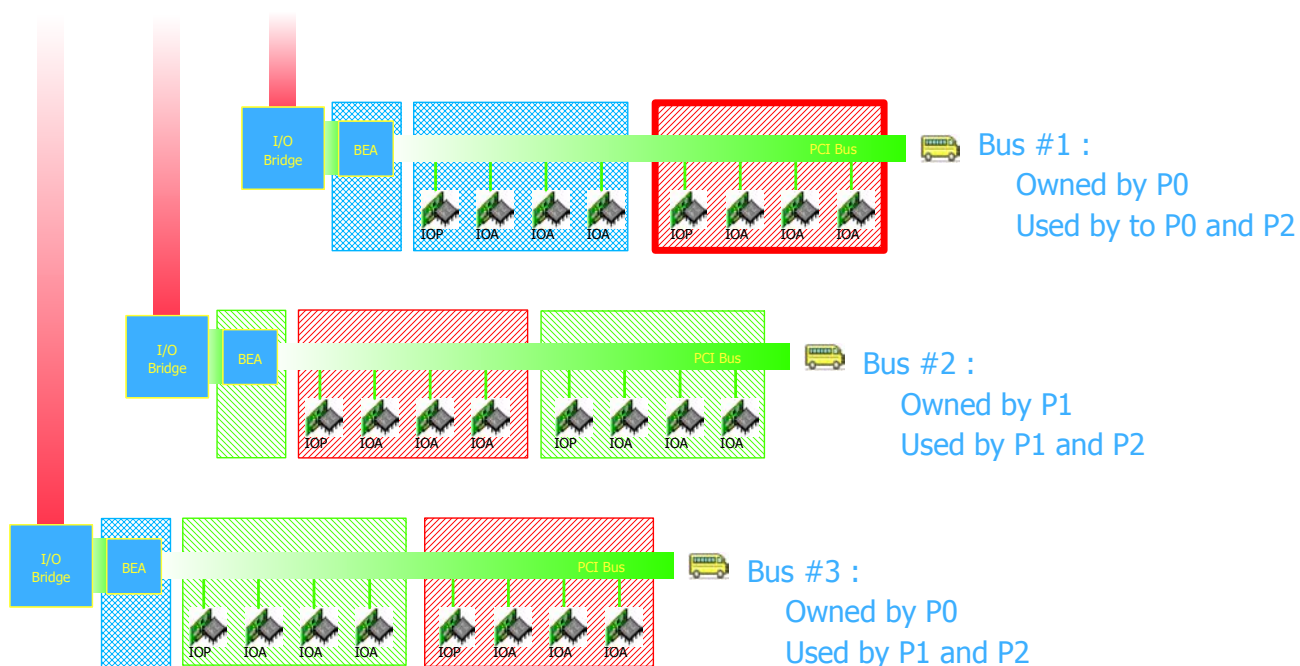 I/O
Bridge
BEA
PCI Bus
IOP IOA IOA IOA IOP IOA IOA IOA
Bus #1 :
Owned by P0
Used by to P0 and P2
I/O
Bridge
BEA
PCI Bus
IOP IOA IOA IOA IOP IOA IOA IOA
Bus #2 :
Owned by P1
Used by P1 and P2
I/O
Bridge
BEA
PCI Bus
IOP IOA IOA IOA IOP IOA IOA IOA
Bus #3 :
Owned by P0
Used by P1 and P2